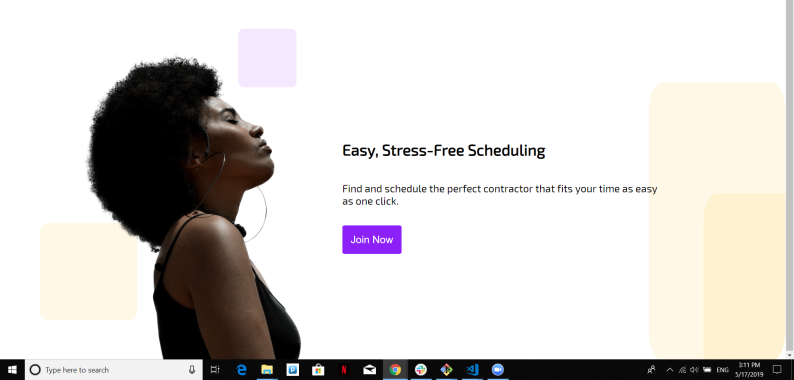 Easy, Stress-Free Scheduling
Find and schedule the perfect contractor that fits your time as easy
as one click.
Join Now
Type here to search
N
ENG
3:11 PM
5/17/2019